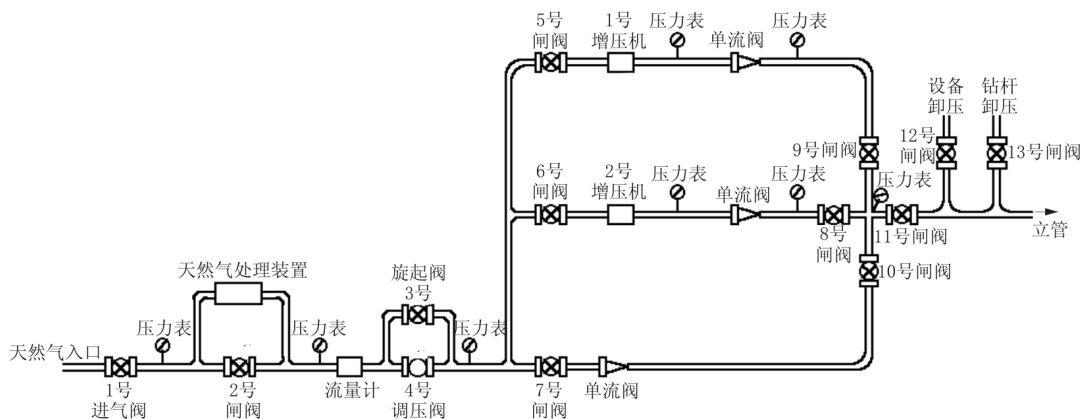 5号
闸阀
1号
增压机
压力表
单流阀
压力表
设备
卸压
钻杆
卸压
9号闸阀
12号
闸阀
13号闸阀
6号
闸阀
2号
增压机
压力表
单流阀
压力表
压力表
8号
闸阀
11号闸阀
立管
10号闸阀
天然气处理装置
旋起阀
3号
天然气入口
压力表
压力表
压力表
1号
进气阀
2号
闸阀
流量计
4号
调压阀
7号
闸阀
单流阀